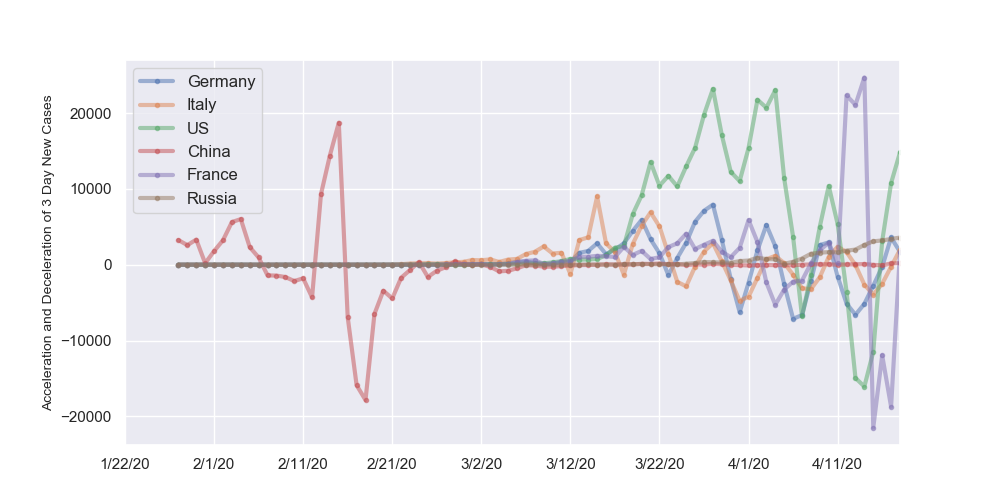 Acceleration and Deceleration of 3 Day New Cases
Germany
Italy
US
China
France
Russia
20000
10000
0
−10000
−20000
1/22/20 2/1/20 2/11/20 2/21/20 3/2/20 3/12/20 3/22/20 4/1/20 4/11/20